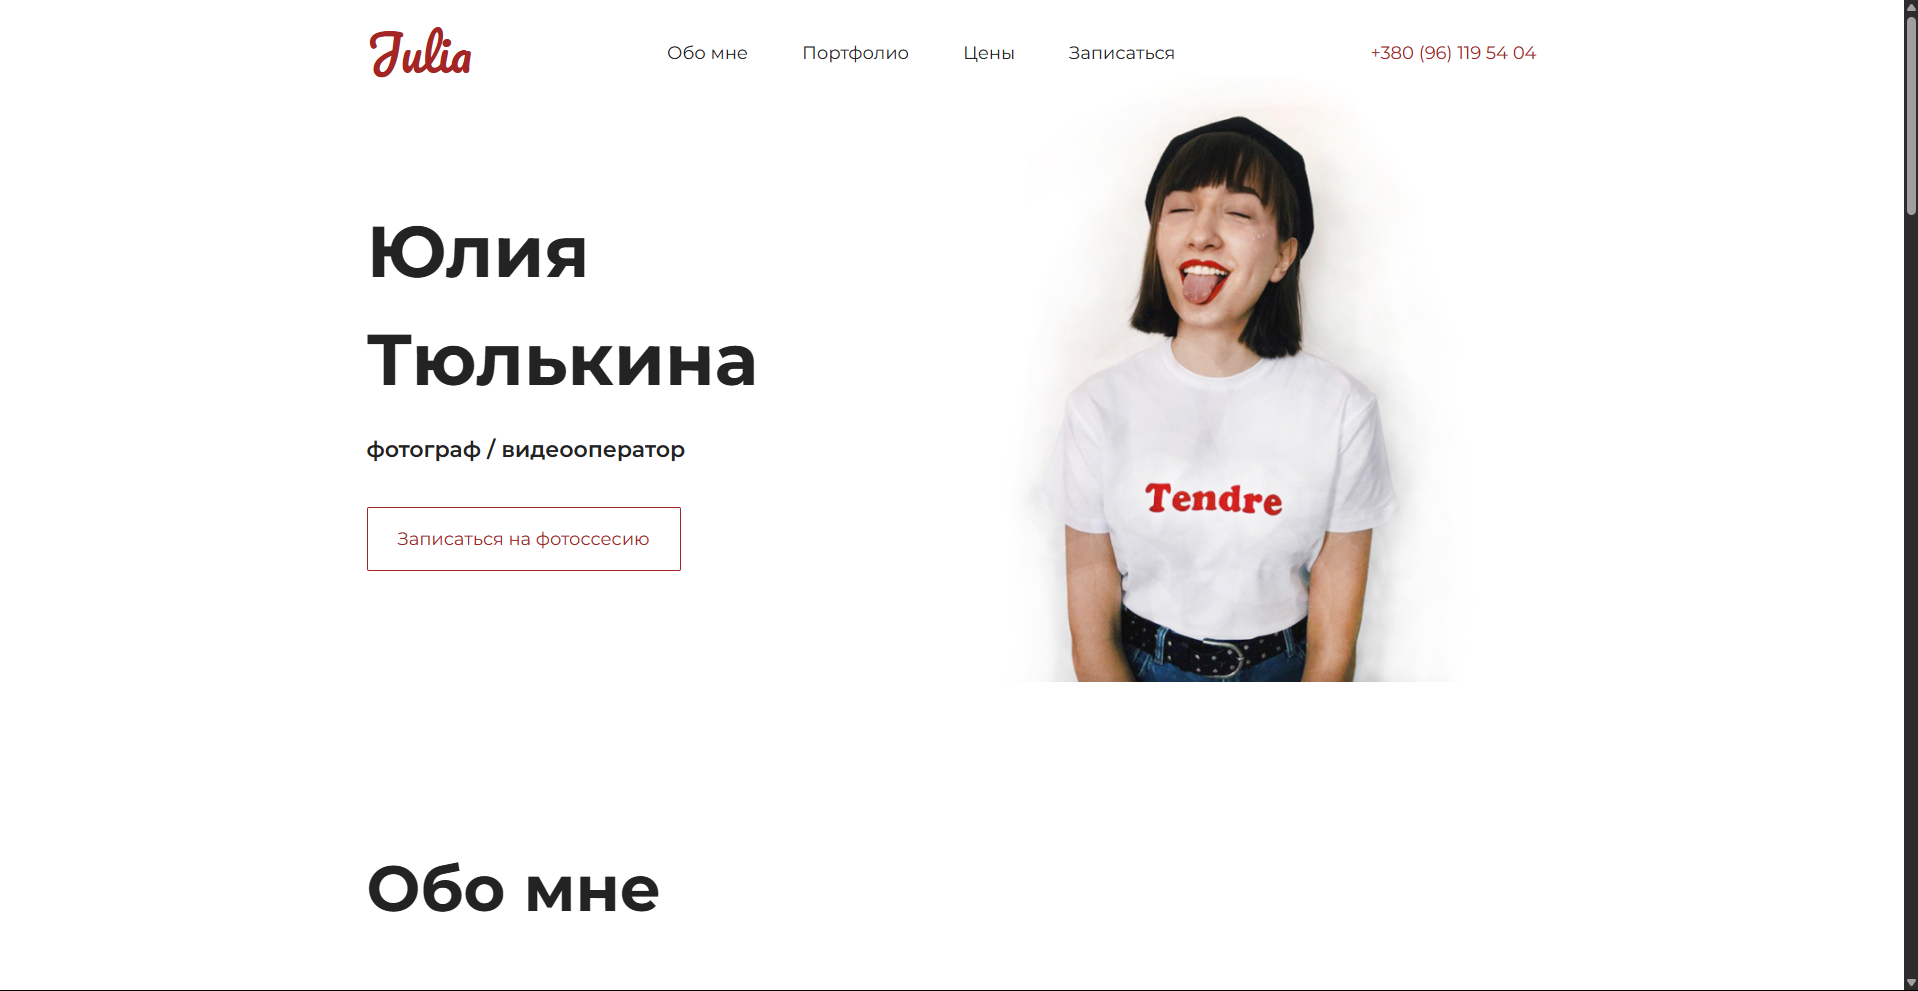 Julia
Обо мне
Портфолио
Цены
Записаться
+380 (96) 119 54 04
Юлия
Тюлькина
фотограф / видеооператор
Записаться на фотоссесию
Tendre
Обо мне